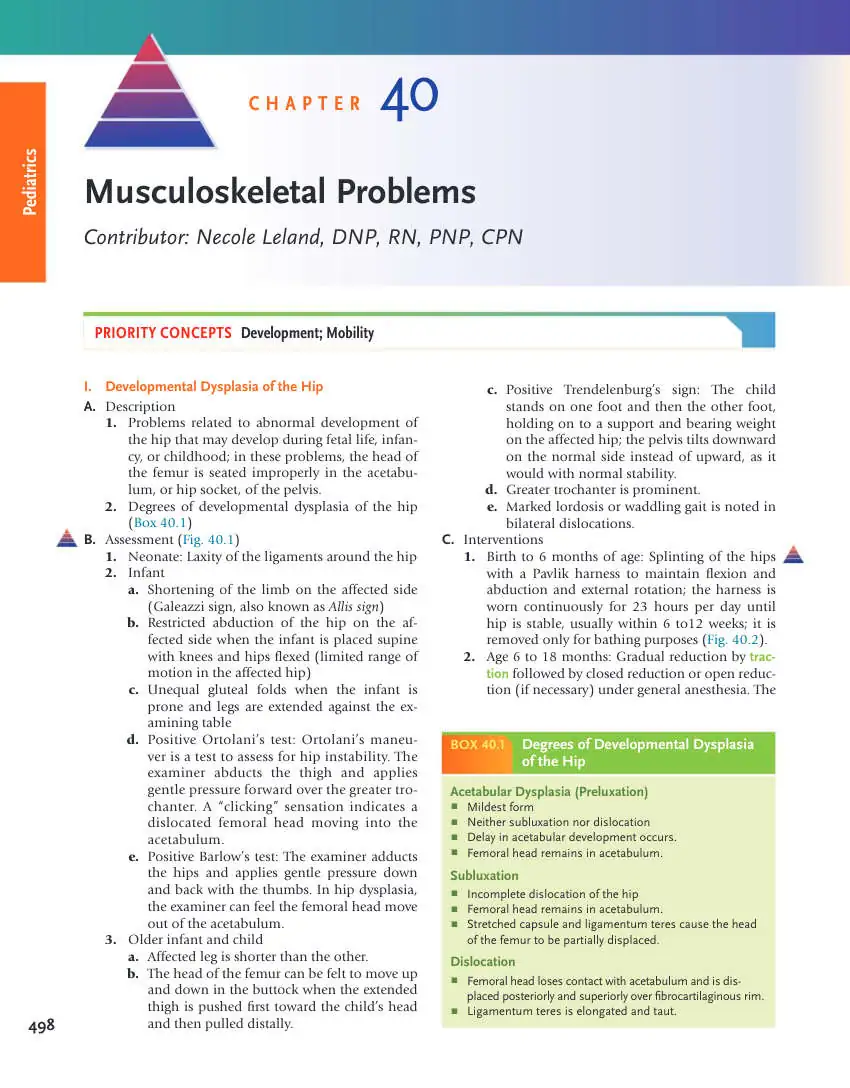 CHAPTER 40
Pediatrics
Musculoskeletal Problems
Contributor: Necole Leland, DNP, RN, PNP, CPN
PRIORITY CONCEPTS Development; Mobility
I. Developmental Dysplasia of the Hip
A. Description
1. Problems related to abnormal development of
the hip that may develop during fetal life, infan-
cy, or childhood; in these problems, the head of
the femur is seated improperly in the acetabu-
lum, or hip socket, of the pelvis.
2. Degrees of developmental dysplasia of the hip
(Box 40.1)
B. Assessment (Fig. 40.1)
1. Neonate: Laxity of the ligaments around the hip
2. Infant
a. Shortening of the limb on the affected side
(Galeazzi sign, also known as Allis sign)
b. Restricted abduction of the hip on the af-
fected side when the infant is placed supine
with knees and hips flexed (limited range of
motion in the affected hip)
c. Unequal gluteal folds when the infant is
prone and legs are extended against the ex-
amining table
d. Positive Ortolani's test: Ortolani's maneu-
ver is a test to assess for hip instability. The
examiner abducts the thigh and applies
gentle pressure forward over the greater tro-
chanter. A "clicking" sensation indicates a
dislocated femoral head moving into the
acetabulum.
e. Positive Barlow's test: The examiner adducts
the hips and applies gentle pressure down
and back with the thumbs. In hip dysplasia,
the examiner can feel the femoral head move
out of the acetabulum.
3. Older infant and child
a. Affected leg is shorter than the other.
b. The head of the femur can be felt to move up
and down in the buttock when the extended
thigh is pushed first toward the child's head
and then pulled distally.
c. Positive Trendelenburg's sign: The child
stands on one foot and then the other foot,
holding on to a support and bearing weight
on the affected hip; the pelvis tilts downward
on the normal side instead of upward, as it
would with normal stability.
d. Greater trochanter is prominent.
e. Marked lordosis or waddling gait is noted in
bilateral dislocations.
C. Interventions
1. Birth to 6 months of age: Splinting of the hips
with a Pavlik harness to maintain flexion and
abduction and external rotation; the harness is
worn continuously for 23 hours per day until
hip is stable, usually within 6 to12 weeks; it is
removed only for bathing purposes (Fig. 40.2).
2. Age 6 to 18 months: Gradual reduction by trac-
tion followed by closed reduction or open reduc-
tion (if necessary) under general anesthesia. The
BOX 40.1 Degrees of Developmental Dysplasia
of the Hip
Acetabular Dysplasia (Preluxation)
▪ Mildest form
▪ Neither subluxation nor dislocation
▪ Delay in acetabular development occurs.
▪ Femoral head remains in acetabulum.
Subluxation
▪ Incomplete dislocation of the hip
▪ Femoral head remains in acetabulum.
▪ Stretched capsule and ligamentum teres cause the head
of the femur to be partially displaced.
Dislocation
▪ Femoral head loses contact with acetabulum and is dis-
placed posteriorly and superiorly over fibrocartilaginous rim.
▪ Ligamentum teres is elongated and taut.
498